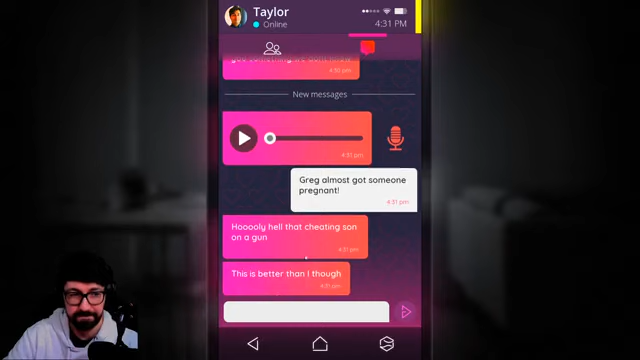 Taylor
Online
4:31 PM
4:30 pm
New messages
4:31 pm
Greg almost got someone
pregnant!
4:31 pm
Hooooly hell that cheating son
on a gun
4:31 pm
This is better than I though
4:31 pm